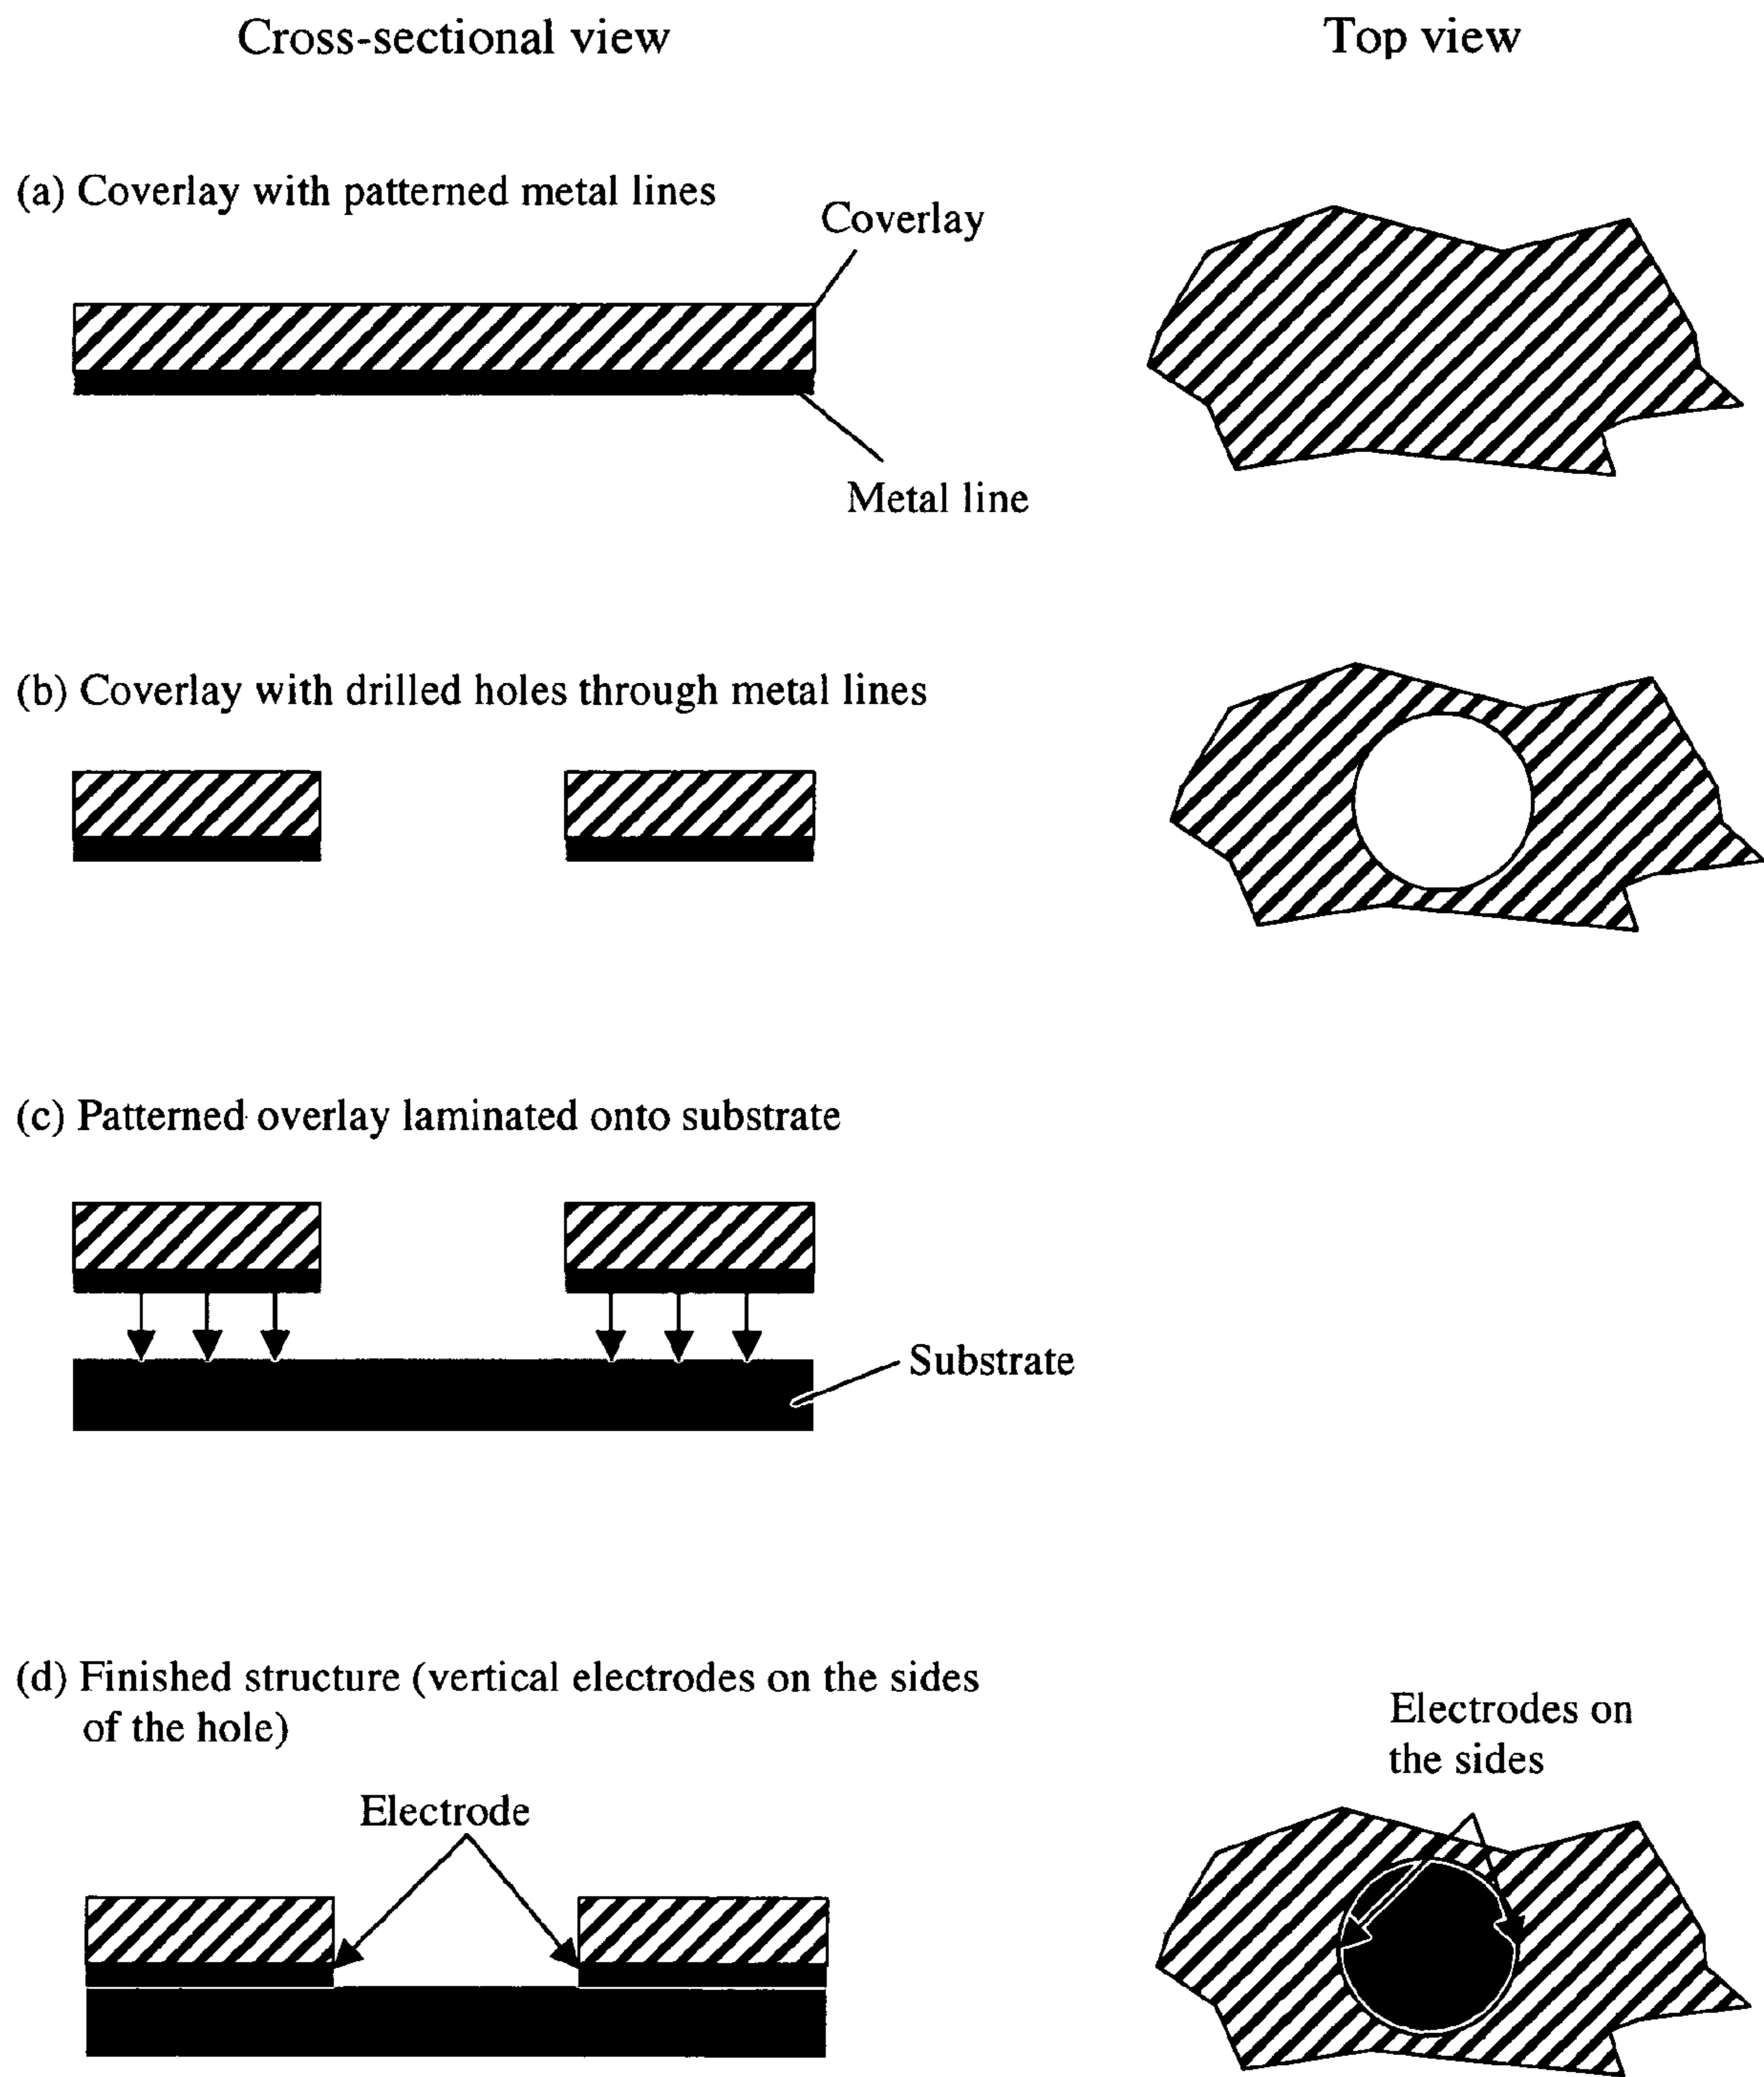 Cross-sectional view
Top view
(a) Coverlay with patterned metal lines
Coverlay
Metal line
(b) Coverlay with drilled holes through metal lines
(c) Patterned overlay laminated onto substrate
Substrate
(d) Finished structure (vertical electrodes on the sides
of the hole)
Electrode
Electrodes on
the sides